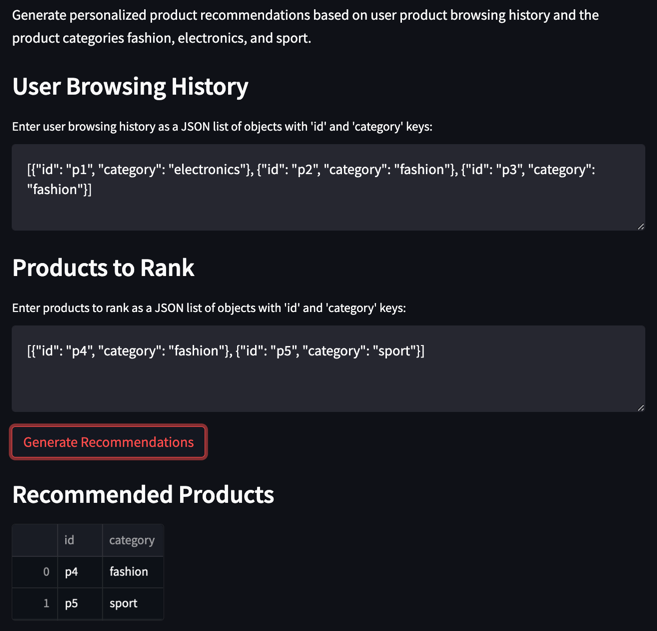 Generate personalized product recommendations based on user product browsing history and the
product categories fashion, electronics, and sport.
User Browsing History
Enter user browsing history as a JSON list of objects with 'id' and 'category' keys:
[{"id": "p1", "category": "electronics"}, {"id": "p2", "category": "fashion"}, {"id": "p3", "category":
"fashion"}]
Products to Rank
Enter products to rank as a JSON list of objects with 'id' and 'category' keys:
[{"id": "p4", "category": "fashion"}, {"id": "p5", "category": "sport"}]
Generate Recommendations
Recommended Products
id category
0 p4 fashion
1 p5 sport